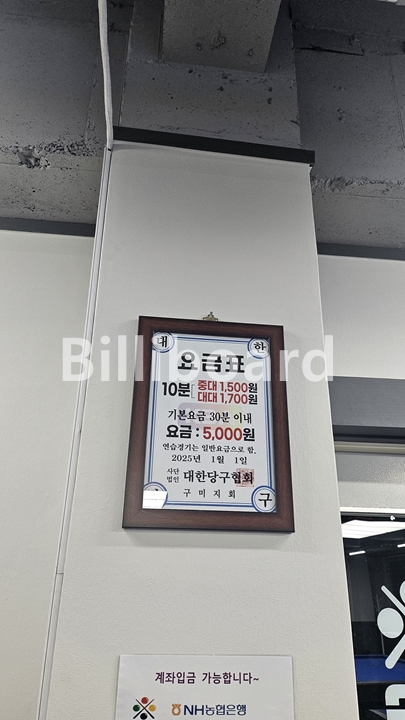 대 한
요금표
10분 중대 1,500원
대대 1,700원
기본요금 30분 이내
요금 : 5,000원
연습경기는 일반요금으로 함.
2025년 1월 1일
사단
법인 대한당구협회
구미지회
구
Billiboard
계좌입금 가능합니다~
NH농협은행